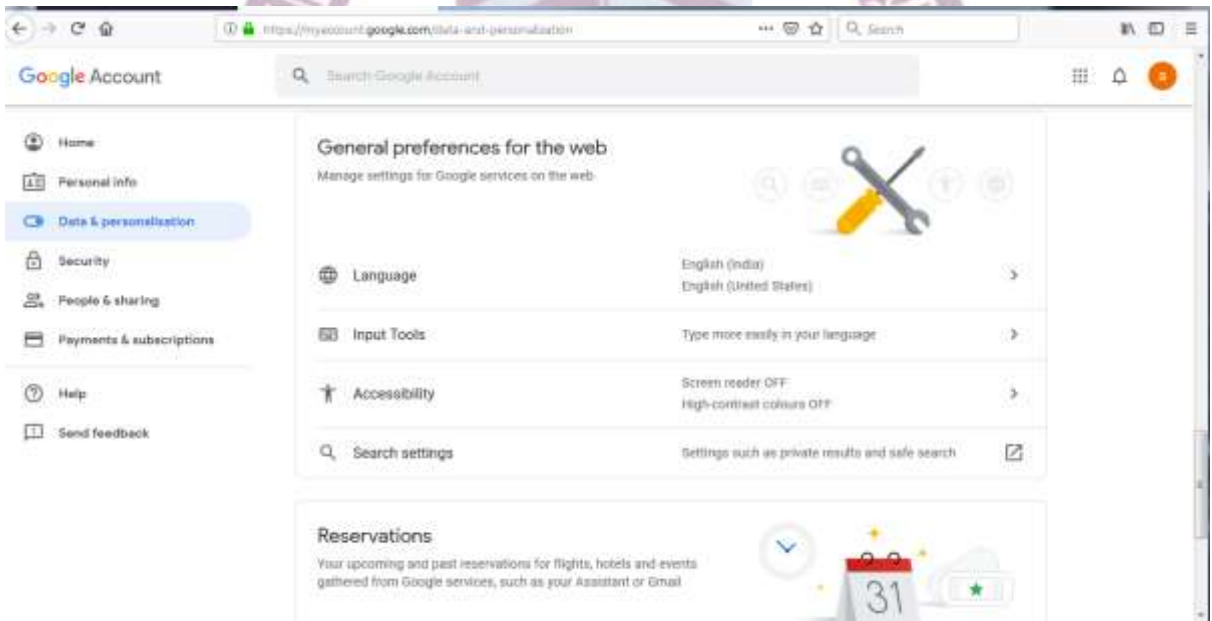 https://myaccount.google.com/data-and-personalization
Search
Google Account
Search Google Account
s
Home
Personal info
Data & personalisation
Security
People & sharing
Payments & subscriptions
Help
Send feedback
General preferences for the web
Manage settings for Google services on the web
Language
English (India)
English (United States)
Input Tools
Type more easily in your language
Accessibility
Screen reader OFF
High-contrast colours OFF
Search settings
Settings such as private results and safe search
Reservations
Your upcoming and past reservations for flights, hotels and events
gathered from Google services, such as your Assistant or Gmail
31